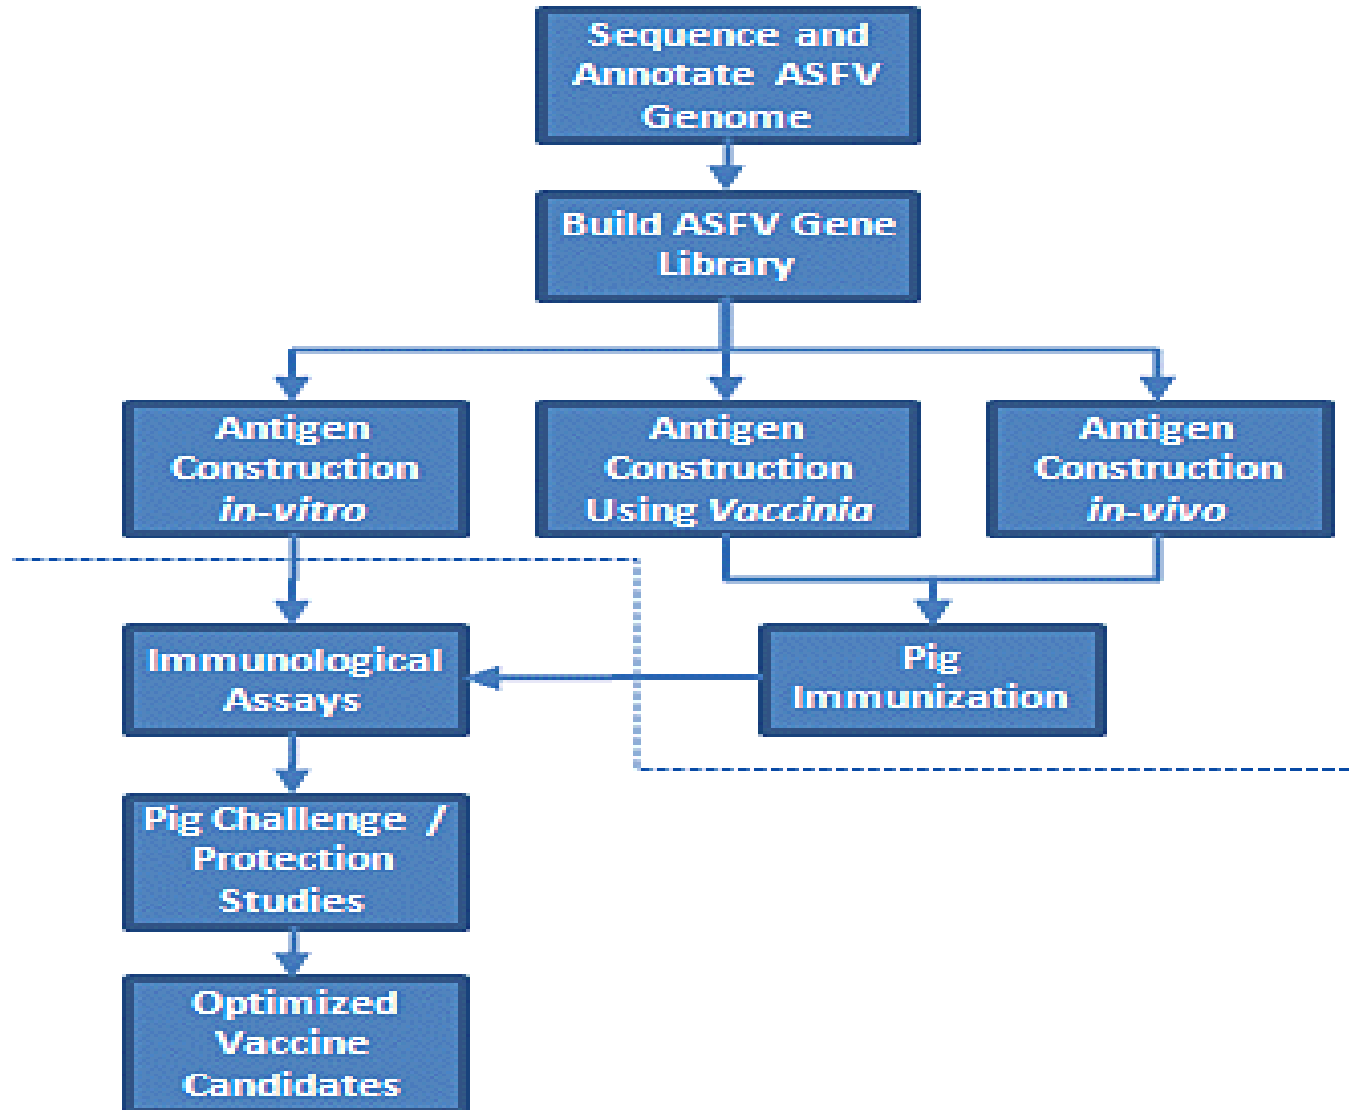 Sequence and
Annotate ASFV
Genome
Build ASFV Gene
Library
Antigen
Construction
in-vitro
Antigen
Construction
Using Vaccinia
Antigen
Construction
in-vivo
Immunological
Assays
Pig
Immunization
Pig Challenge /
Protection
Studies
Optimized
Vaccine
Candidates